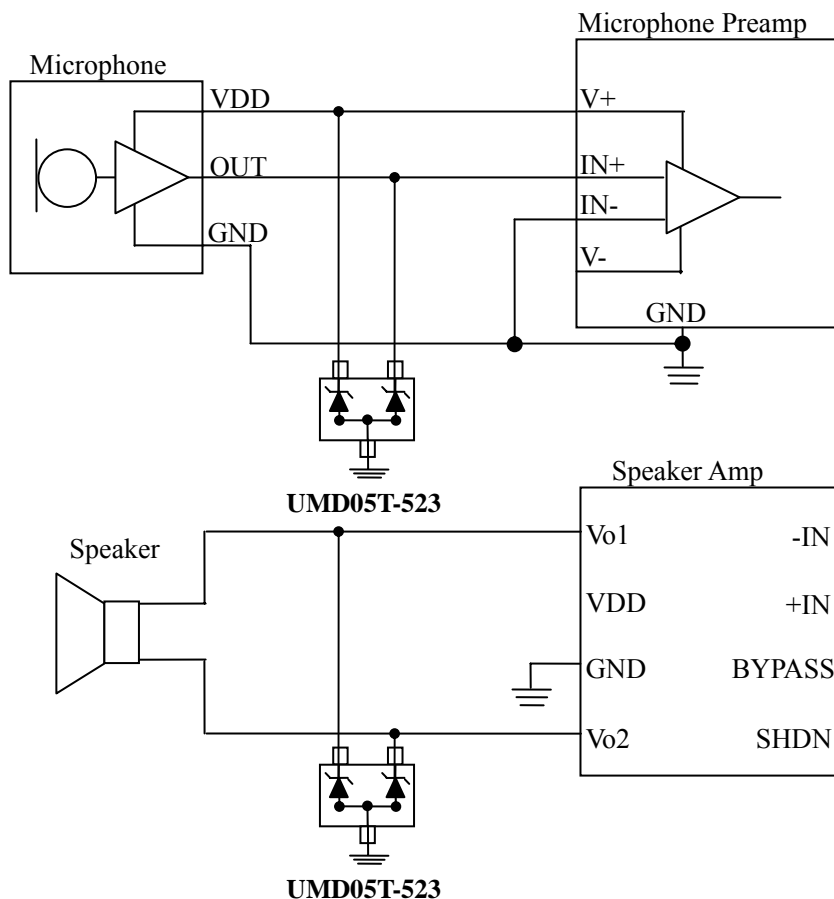 Microphone Preamp
Microphone
VDD
V+
OUT
IN+
IN-
GND
V-
GND
UMD05T-523
Speaker Amp
Speaker
Vo1
-IN
VDD
+IN
GND
BYPASS
Vo2
SHDN
UMD05T-523